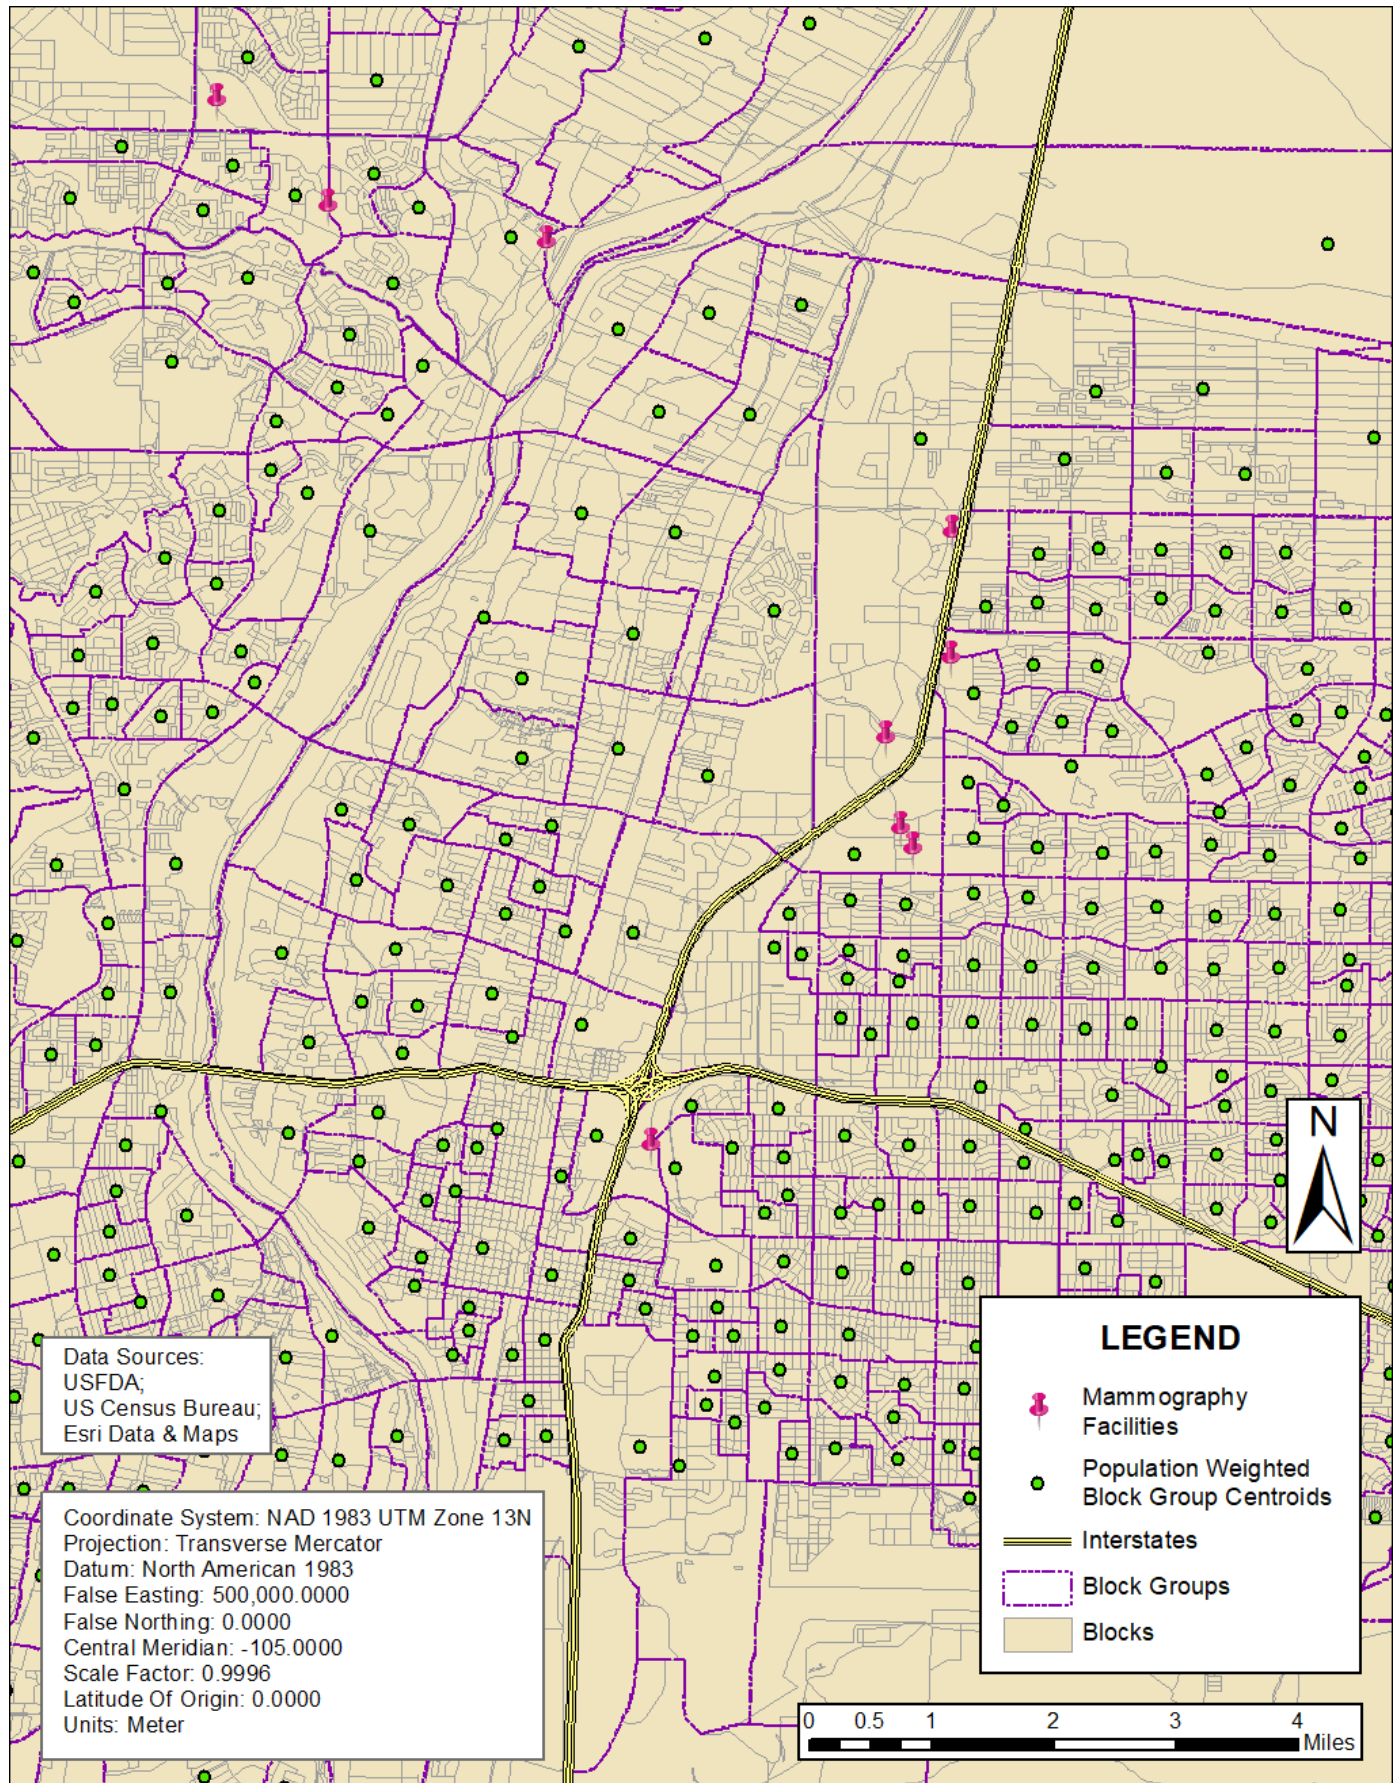 N
LEGEND
Mammography
Facilities
Population Weighted
Block Group Centroids
Interstates
Block Groups
Blocks
Data Sources:
USFDA;
US Census Bureau;
Esri Data & Maps
Coordinate System: NAD 1983 UTM Zone 13N
Projection: Transverse Mercator
Datum: North American 1983
False Easting: 500,000.0000
False Northing: 0.0000
Central Meridian: -105.0000
Scale Factor: 0.9996
Latitude Of Origin: 0.0000
Units: Meter
0 0.5 1 2 3 4
Miles